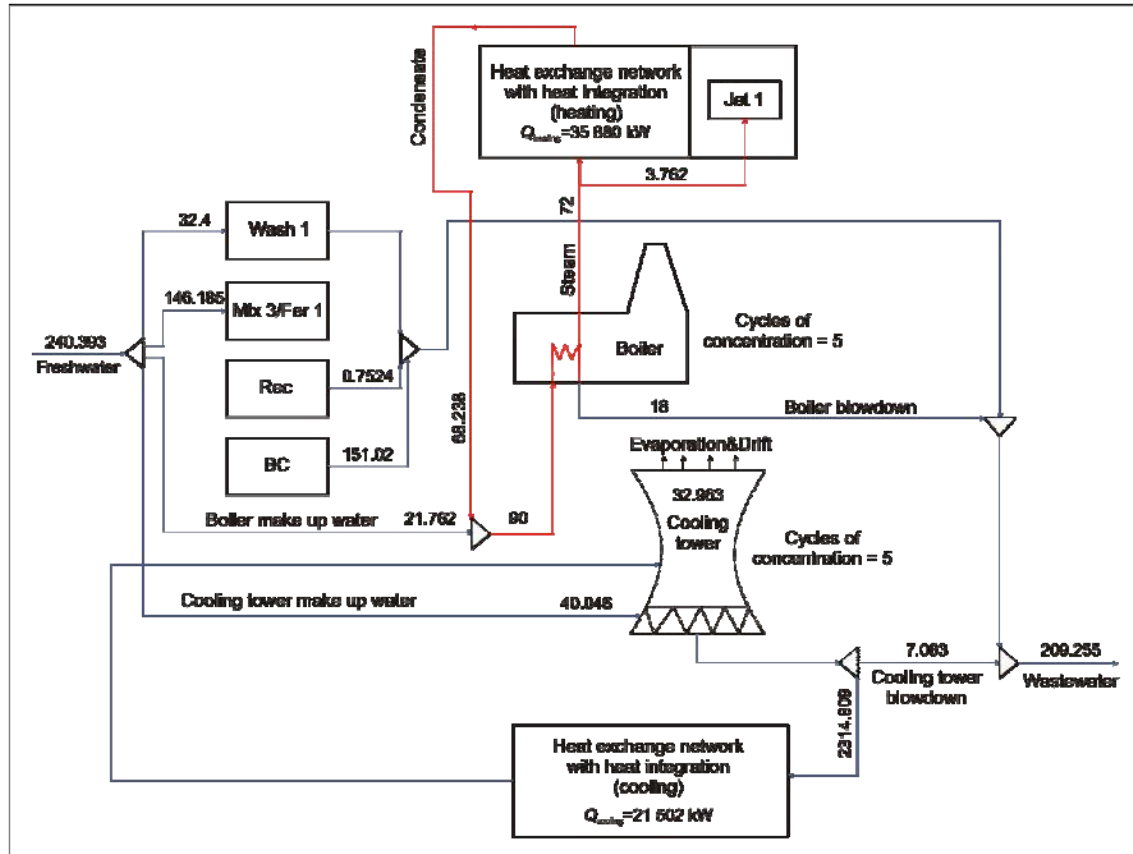 Condensate
Heat exchange network
with heat integration
(heating)
=35 880 kW
Jet 1
3.762
72
Steam
32.4
Wash 1
146.185
Mix 3/Fer 1
240.393
Freshwater
Rec
0.7524
BC
151.02
68.238
Boiler
Cycles of
concentration = 5
18
Boiler blowdown
Evaporation&Drift
32.963
Cooling
tower
Cycles of
concentration = 5
Boiler make up water
21.762
90
Cooling tower make up water
40.046
7.083
Cooling tower
blowdown
209.255
Wastewater
2314.809
Heat exchange network
with heat integration
(cooling)
Qcooling=21 502 kW